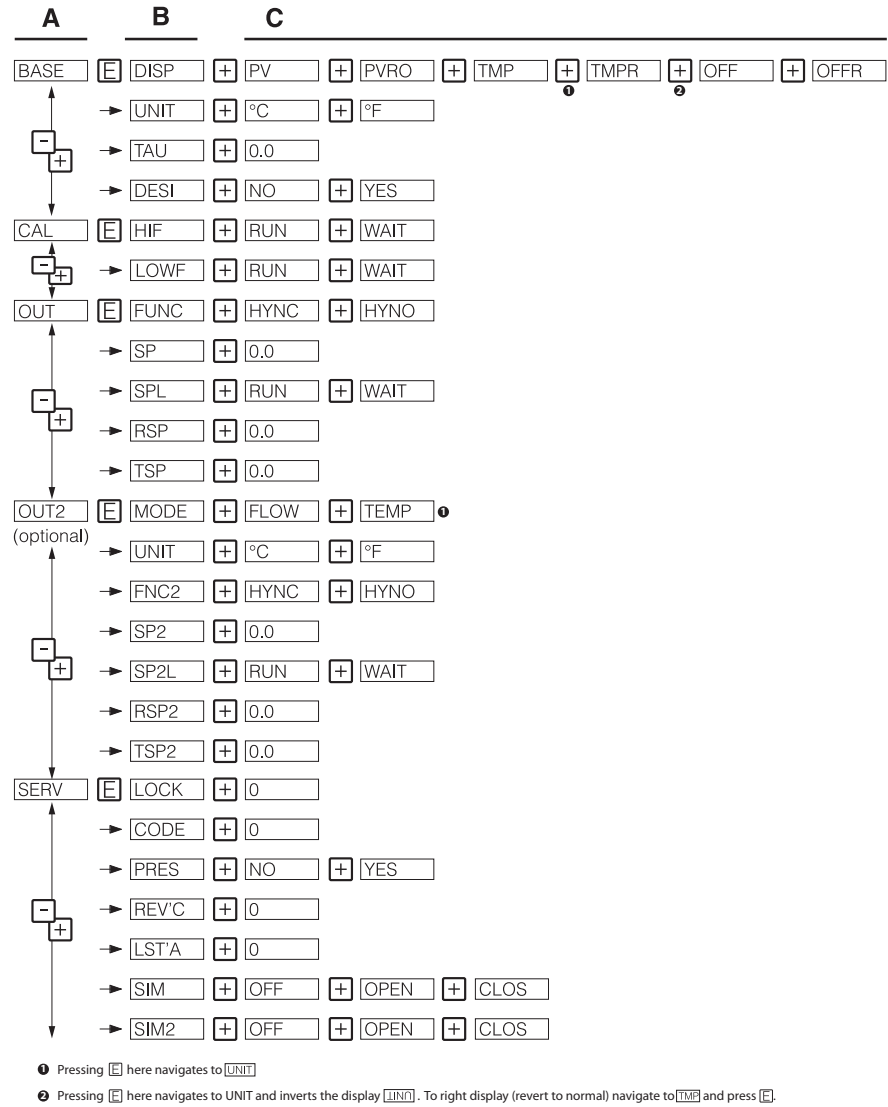 A B C
BASE E DISP + PV + PVRO + TMP + TMPR + OFF + OFFR
❶ ❷
→ UNIT + °C + °F
- +
→ TAU + 0.0
→ DESI + NO + YES
CAL E HIF + RUN + WAIT
- +
→ LOWF + RUN + WAIT
OUT E FUNC + HYNC + HYNO
→ SP + 0.0
- +
→ SPL + RUN + WAIT
→ RSP + 0.0
→ TSP + 0.0
OUT2 E MODE + FLOW + TEMP ❶
(optional)
→ UNIT + °C + °F
→ FNC2 + HYNC + HYNO
→ SP2 + 0.0
- +
→ SP2L + RUN + WAIT
→ RSP2 + 0.0
→ TSP2 + 0.0
SERV E LOCK + 0
→ CODE + 0
→ PRES + NO + YES
- +
→ REV'C + 0
→ LST'A + 0
→ SIM + OFF + OPEN + CLOS
→ SIM2 + OFF + OPEN + CLOS
❶ Pressing E here navigates to UNIT
❷ Pressing E here navigates to UNIT and inverts the display UNIT . To right display (revert to normal) navigate to TMP and press E.